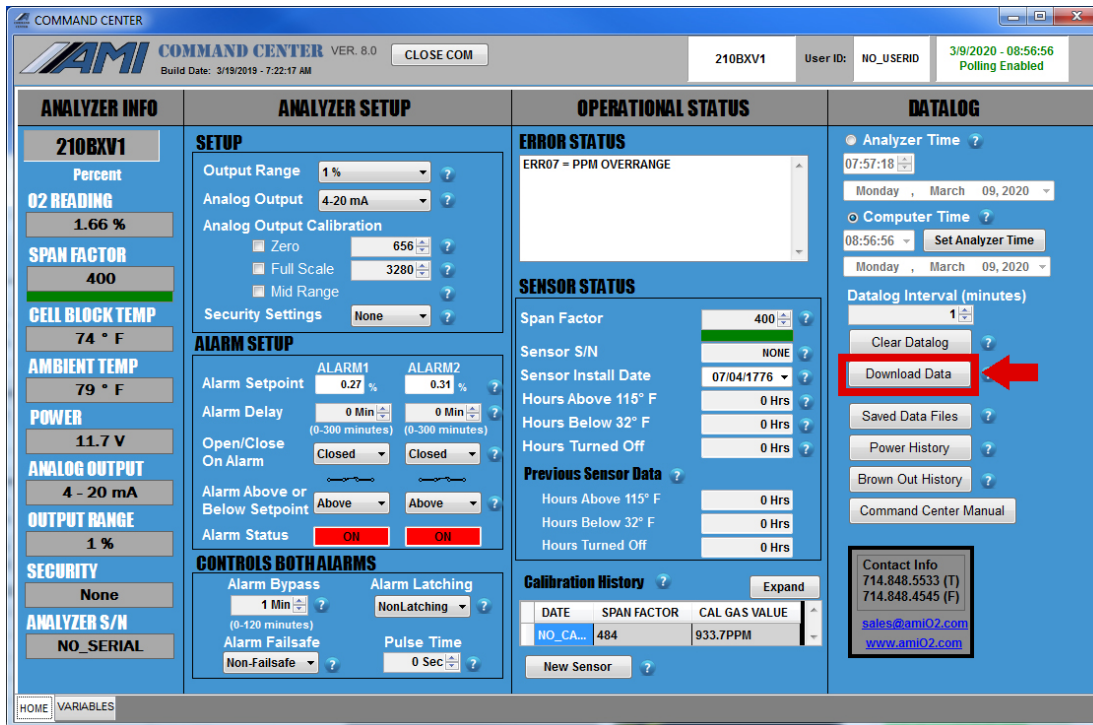 COMMAND CENTER
AMI
COMMAND CENTER VER. 8.0
Build Date: 3/19/2019 - 7:22:17 AM
CLOSE COM
210BXV1
User ID:
NO_USERID
3/9/2020 - 08:56:56
Polling Enabled
ANALYZER INFO
210BXV1
Percent
O2 READING
1.66 %
SPAN FACTOR
400
CELL BLOCK TEMP
74 ° F
AMBIENT TEMP
79 ° F
POWER
11.7 V
ANALOG OUTPUT
4 - 20 mA
OUTPUT RANGE
1 %
SECURITY
None
ANALYZER S/N
NO_SERIAL
ANALYZER SETUP
SETUP
Output Range 1 % ?
Analog Output 4-20 mA ?
Analog Output Calibration
Zero 656 ?
Full Scale 3280 ?
Mid Range ?
Security Settings None ?
ALARM SETUP
ALARM1 ALARM2
Alarm Setpoint 0.27 % 0.31 % ?
Alarm Delay 0 Min 0 Min ?
(0-300 minutes) (0-300 minutes)
Open/Close
On Alarm Closed Closed ?
Alarm Above or
Below Setpoint Above Above ?
Alarm Status ON ON
CONTROLS BOTH ALARMS
Alarm Bypass Alarm Latching
1 Min ? NonLatching ?
(0-120 minutes)
Alarm Failsafe Pulse Time
Non-Failsafe ? 0 Sec ?
OPERATIONAL STATUS
ERROR STATUS
ERR07 = PPM OVERRANGE
SENSOR STATUS
Span Factor 400 ?
Sensor S/N NONE ?
Sensor Install Date 07/04/1776 ?
Hours Above 115° F 0 Hrs ?
Hours Below 32° F 0 Hrs ?
Hours Turned Off 0 Hrs ?
Previous Sensor Data ?
Hours Above 115° F 0 Hrs
Hours Below 32° F 0 Hrs
Hours Turned Off 0 Hrs
Calibration History ? Expand
DATE SPAN FACTOR CAL GAS VALUE
NO_CA... 484 933.7PPM
New Sensor ?
DATALOG
Analyzer Time ?
07:57:18
Monday , March 09, 2020
Computer Time ?
08:56:56 Set Analyzer Time
Monday , March 09, 2020
Datalog Interval (minutes)
1
Clear Datalog ?
Download Data
Saved Data Files ?
Power History ?
Brown Out History ?
Command Center Manual
Contact Info
714.848.5533 (T)
714.848.4545 (F)
sales@amiO2.com
www.amiO2.com
HOME VARIABLES